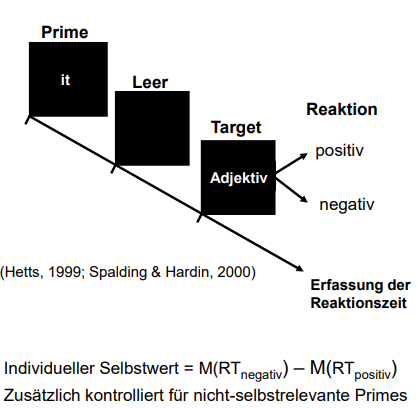 Prime
it
Leer
Target
Adjektiv
Reaktion
positiv
negativ
(Hetts, 1999; Spalding & Hardin, 2000)
Erfassung der
Reaktionszeit
Individueller Selbstwert = M(RTnegativ) – M(RTpositiv)
Zusätzlich kontrolliert für nicht-selbstrelevante Primes